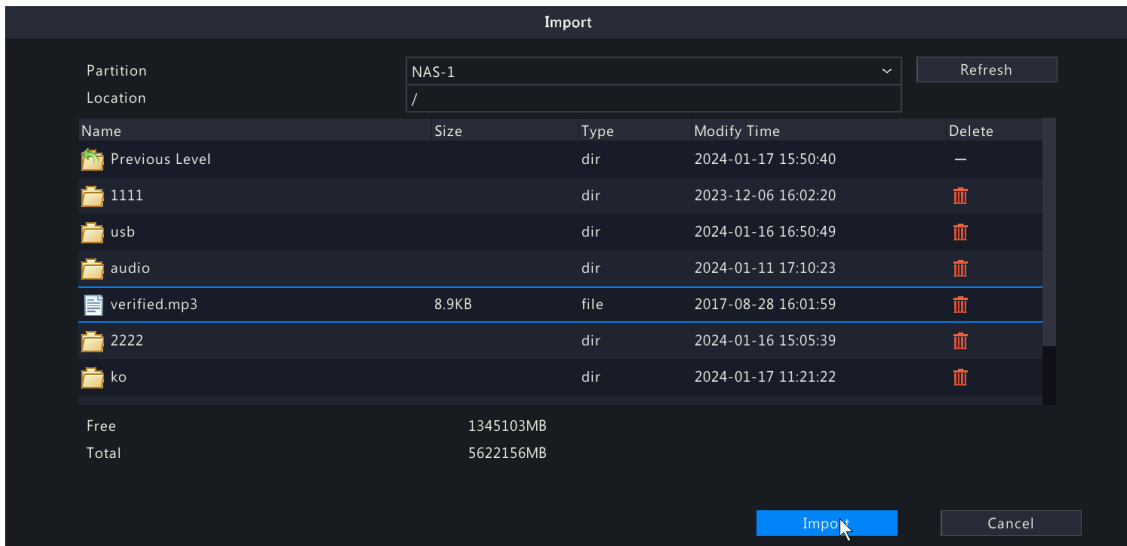 Import
Partition NAS-1 Refresh
Location /
Name Size Type Modify Time Delete
Previous Level dir 2024-01-17 15:50:40 —
1111 dir 2023-12-06 16:02:20
usb dir 2024-01-16 16:50:49
audio dir 2024-01-11 17:10:23
verified.mp3 8.9KB file 2017-08-28 16:01:59
2222 dir 2024-01-16 15:05:39
ko dir 2024-01-17 11:21:22
Free 1345103MB
Total 5622156MB
Import Cancel